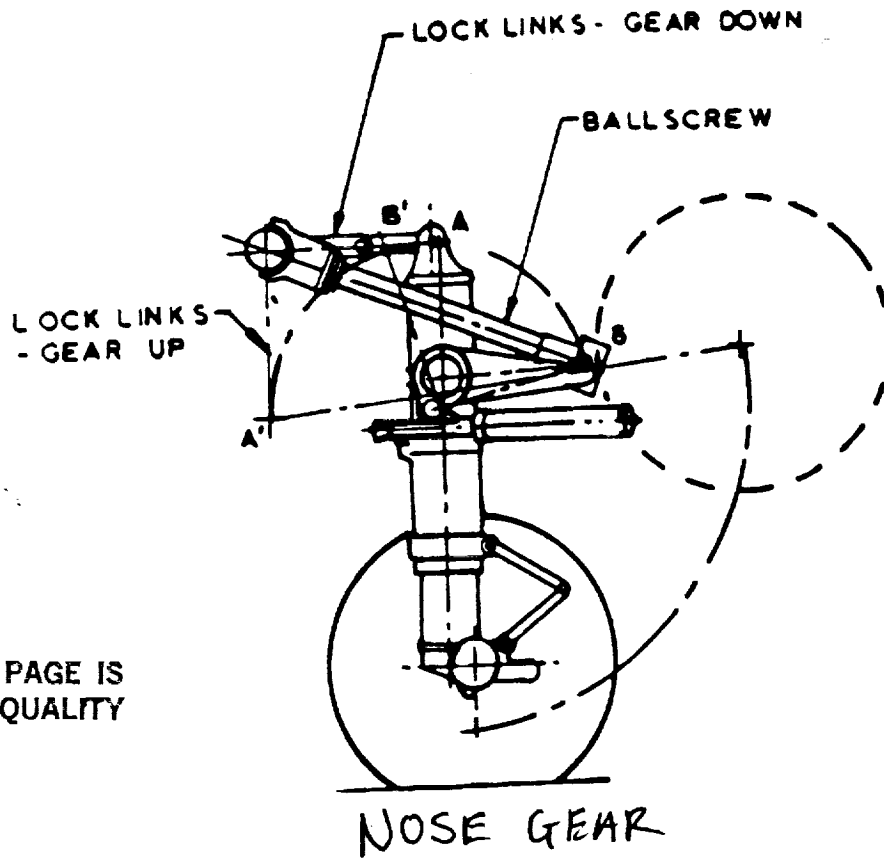 LOCK LINKS - GEAR DOWN
BALLSCREW
B' A
LOCK LINKS
- GEAR UP
B
A'
PAGE IS
QUALITY
NOSE GEAR